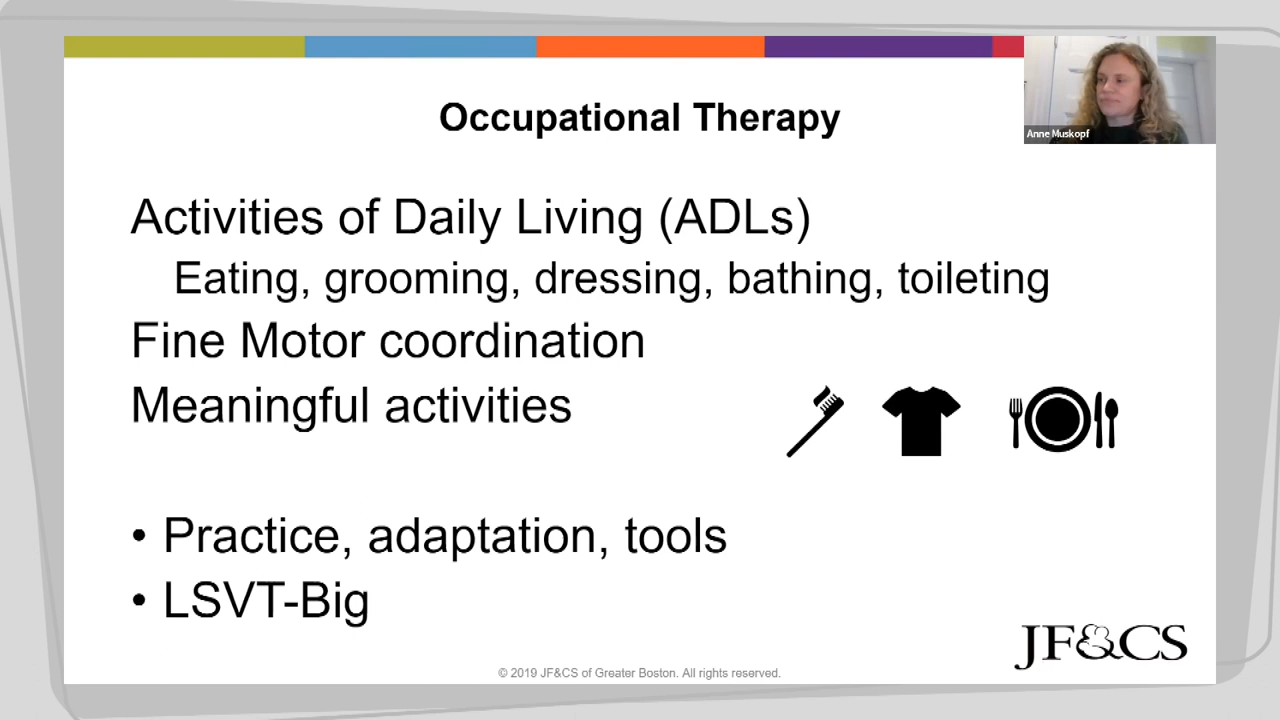 Occupational Therapy
Anne Muskopf
Activities of Daily Living (ADLs)
Eating, grooming, dressing, bathing, toileting
Fine Motor coordination
Meaningful activities
• Practice, adaptation, tools
• LSVT-Big
JF&CS
© 2019 JF&CS of Greater Boston. All rights reserved.